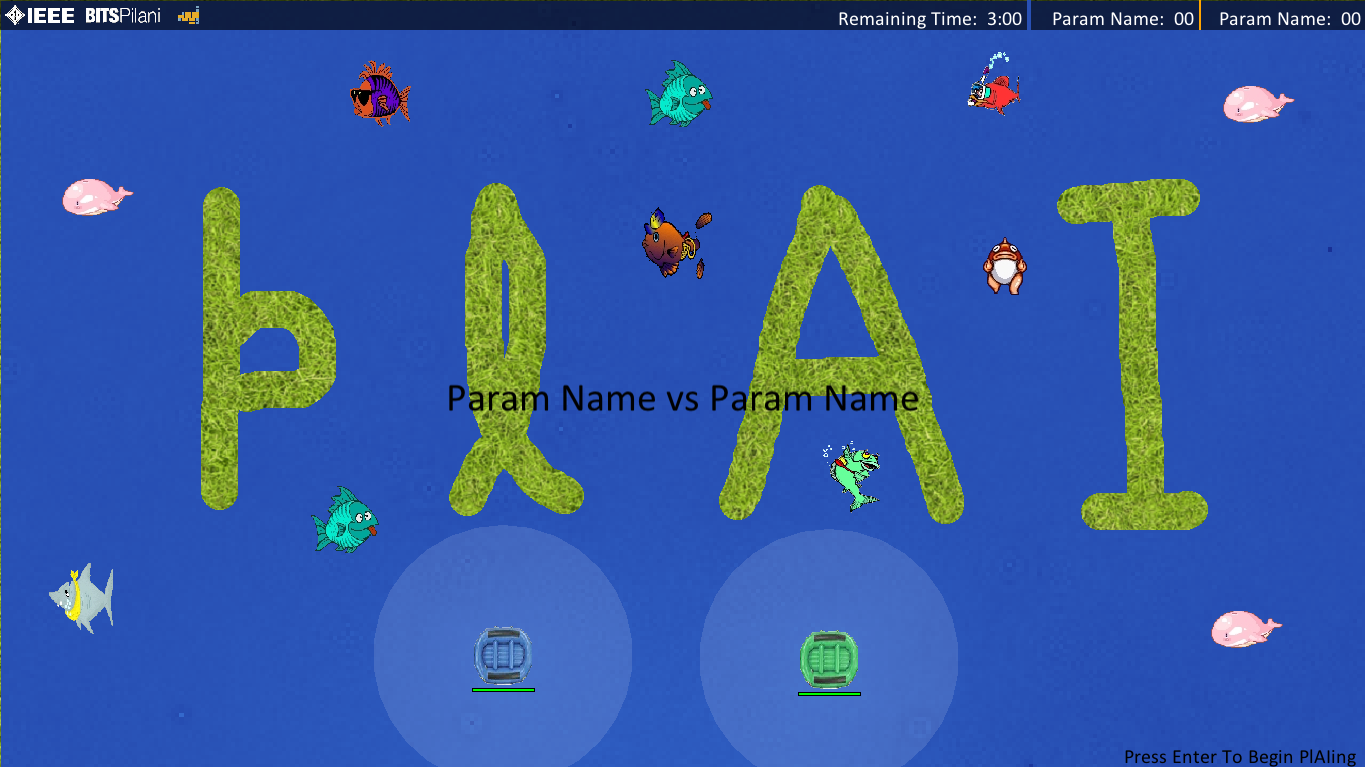 IEEE BITSPilani Remaining Time: 3:00 Param Name: 00 Param Name: 00
PlAI
Param Name vs Param Name
Press Enter To Begin PlAIing